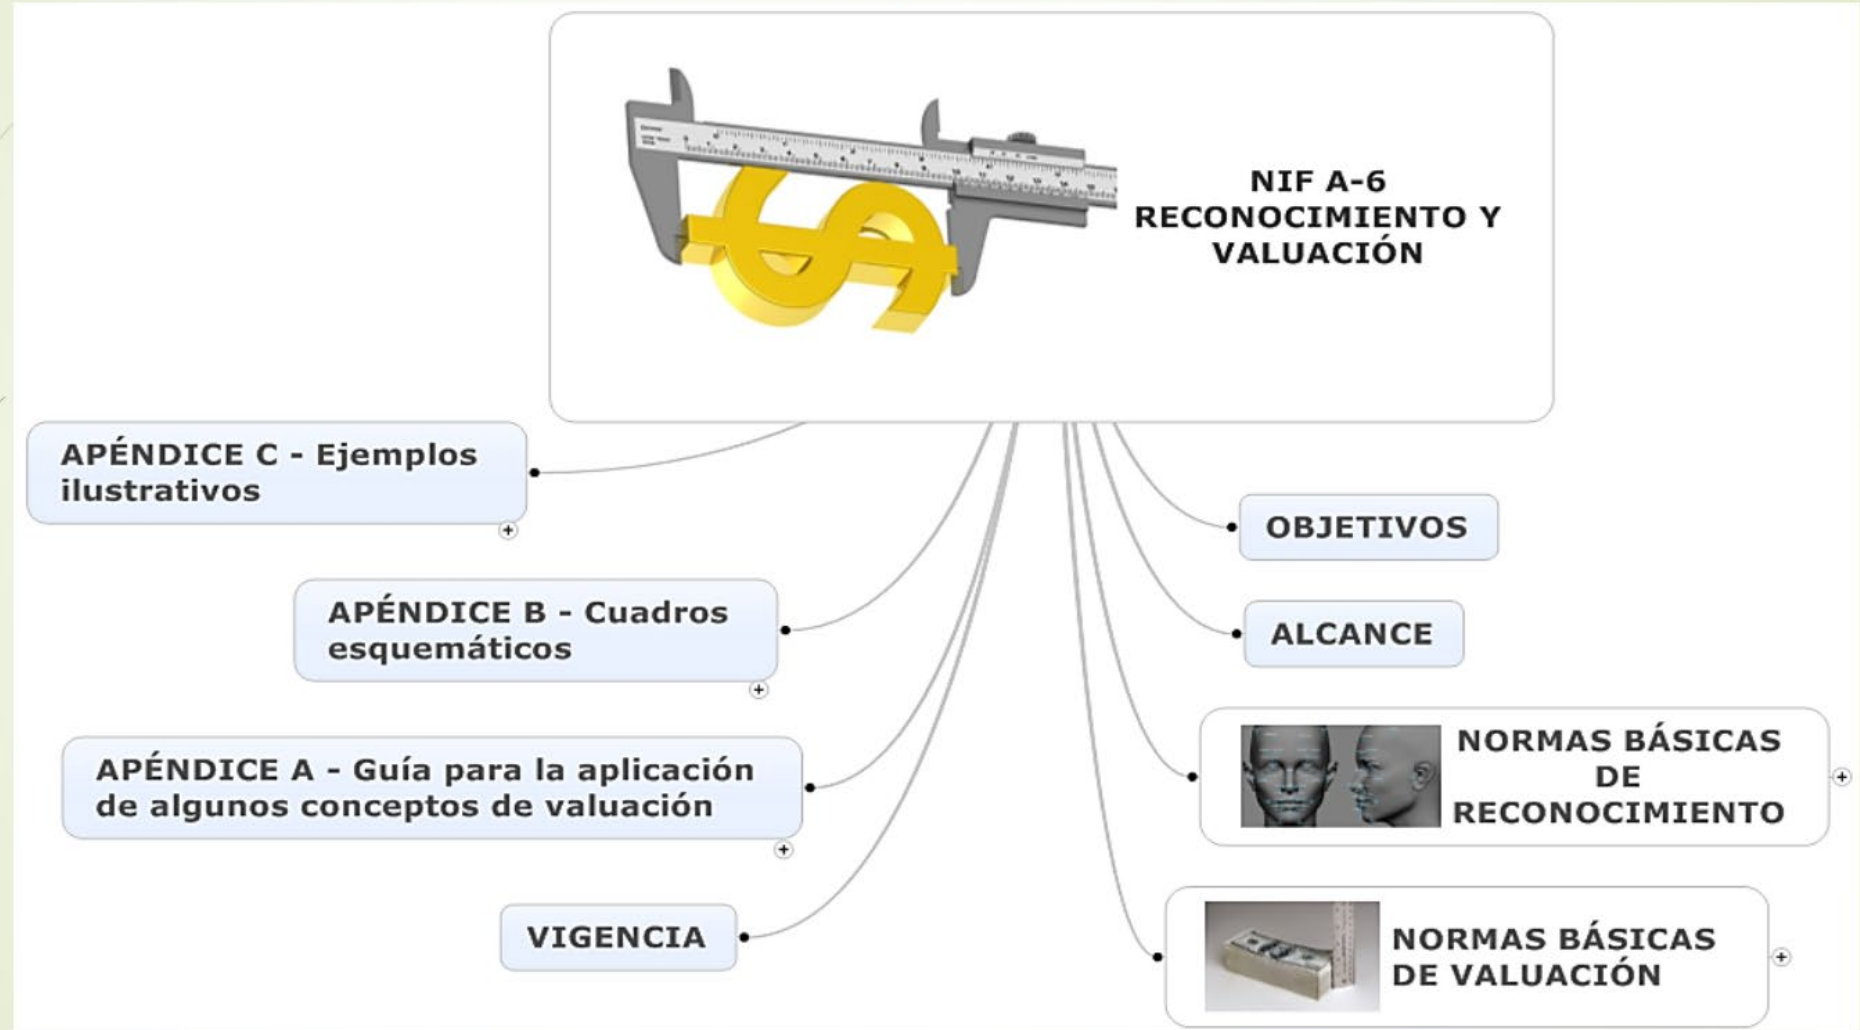 NIF A-6
RECONOCIMIENTO Y
VALUACIÓN
OBJETIVOS
ALCANCE
NORMAS BÁSICAS
DE
RECONOCIMIENTO
NORMAS BÁSICAS
DE VALUACIÓN
VIGENCIA
APÉNDICE A - Guía para la aplicación
de algunos conceptos de valuación
APÉNDICE B - Cuadros
esquemáticos
APÉNDICE C - Ejemplos
ilustrativos